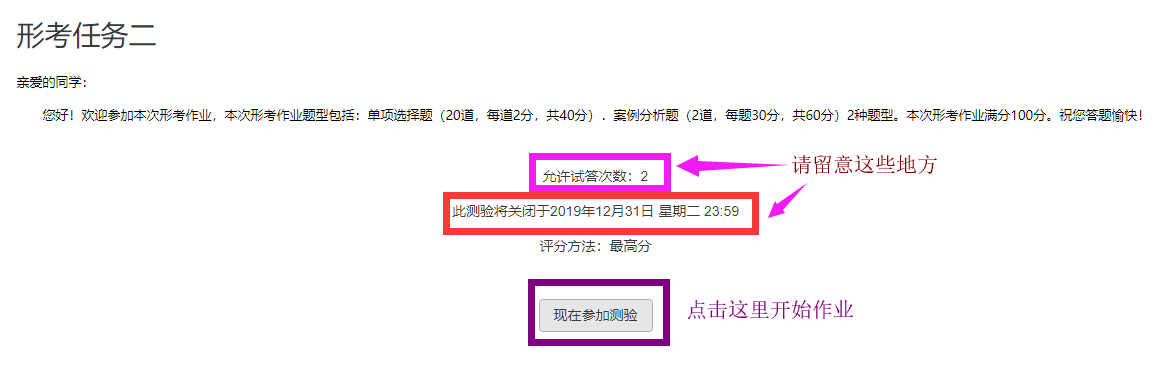 形考任务二
亲爱的同学：
您好！欢迎参加本次形考作业，本次形考作业题型包括：单项选择题（20道，每道2分，共40分）﹑案例分析题（2道，每题30分，共60分）2种题型。本次形考作业满分100分。祝您答题愉快！
允许试答次数：2
请留意这些地方
此测验将关闭于2019年12月31日 星期二 23:59
评分方法：最高分
现在参加测验
点击这里开始作业